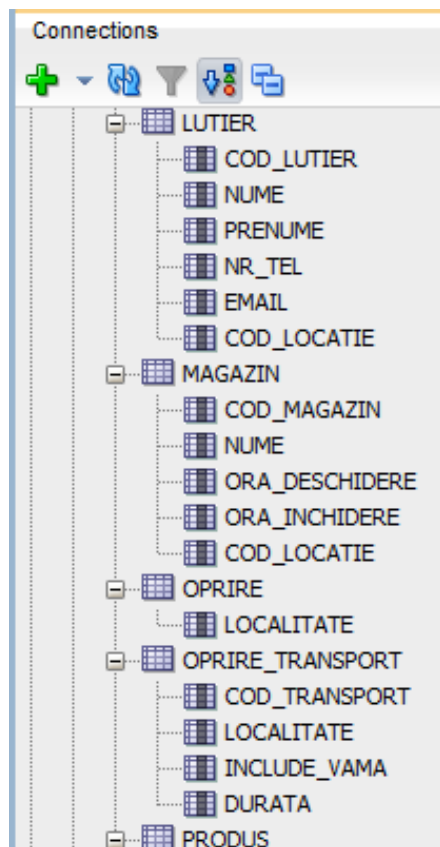 Connections
LUTIER
COD_LUTIER
NUME
PRENUME
NR_TEL
EMAIL
COD_LOCATIE
MAGAZIN
COD_MAGAZIN
NUME
ORA_DESCHIDERE
ORA_INCHIDERE
COD_LOCATIE
OPRIRE
LOCALITATE
OPRIRE_TRANSPORT
COD_TRANSPORT
LOCALITATE
INCLUDE_VAMA
DURATA
PRODUS